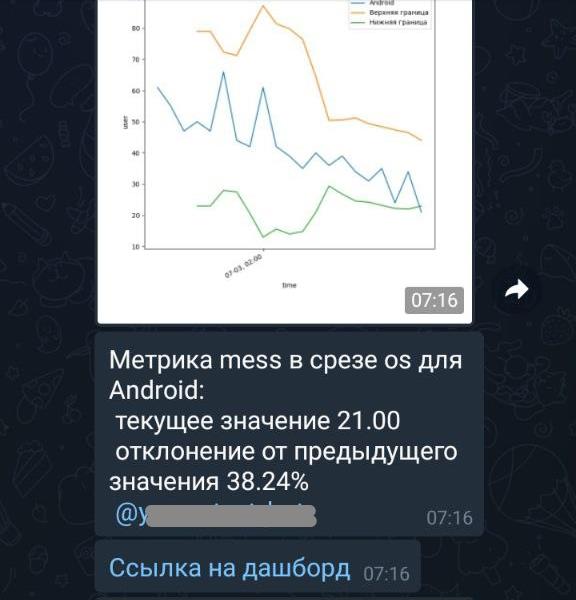 Android
Верхняя граница
Нижняя граница
80
70
60
50
40
30
20
10
user
07-03, 02:00
time
07:16
Метрика mess в срезе os для
Android:
текущее значение 21.00
отклонение от предыдущего
значения 38.24%
07:16
Ссылка на дашборд 07:16